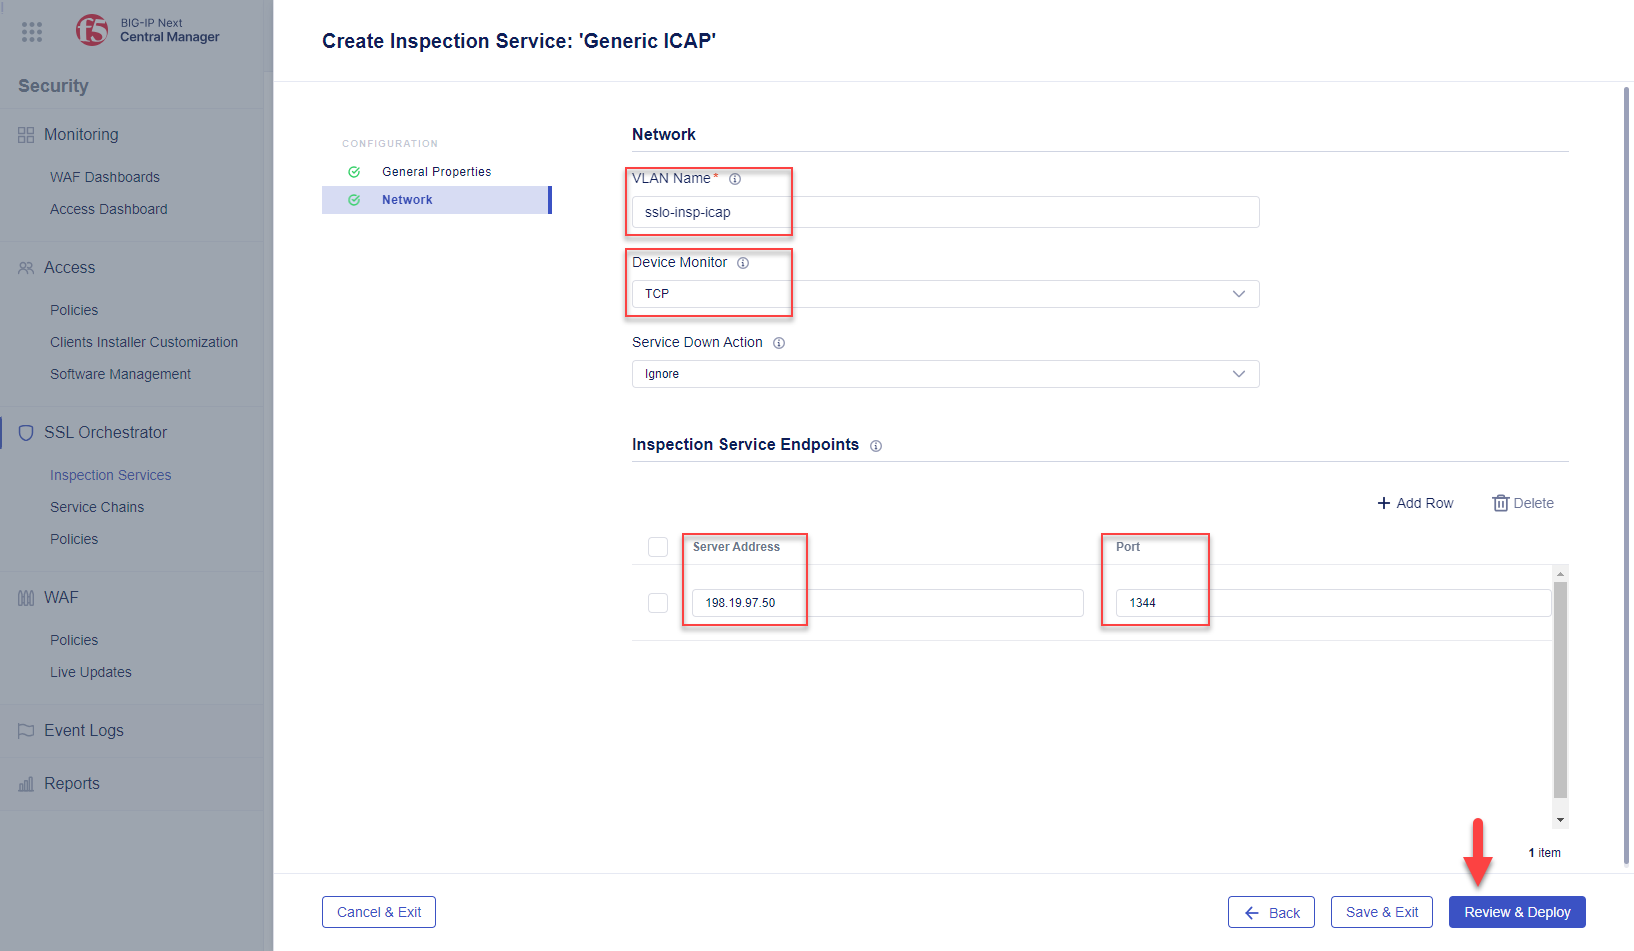 f5
BIG-IP Next
Central Manager
Security
Monitoring
WAF Dashboards
Access Dashboard
Access
Policies
Clients Installer Customization
Software Management
SSL Orchestrator
Inspection Services
Service Chains
Policies
WAF
Policies
Live Updates
Event Logs
Reports
Create Inspection Service: 'Generic ICAP'
CONFIGURATION
General Properties
Network
Network
VLAN Name*
sslo-insp-icap
Device Monitor
TCP
Service Down Action
Ignore
Inspection Service Endpoints
+ Add Row Delete
Server Address Port
198.19.97.50 1344
1 item
Cancel & Exit Back Save & Exit Review & Deploy